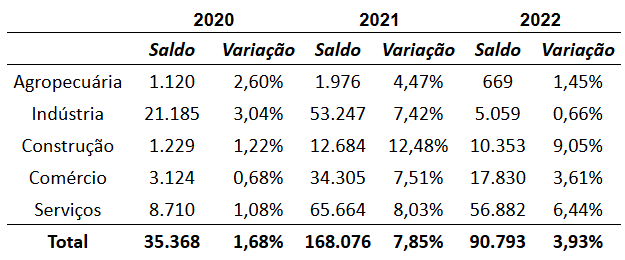 2020 2021 2022
Saldo Variação Saldo Variação Saldo Variação
Agropecuária 1.120 2,60% 1.976 4,47% 669 1,45%
Indústria 21.185 3,04% 53.247 7,42% 5.059 0,66%
Construção 1.229 1,22% 12.684 12,48% 10.353 9,05%
Comércio 3.124 0,68% 34.305 7,51% 17.830 3,61%
Serviços 8.710 1,08% 65.664 8,03% 56.882 6,44%
Total 35.368 1,68% 168.076 7,85% 90.793 3,93%